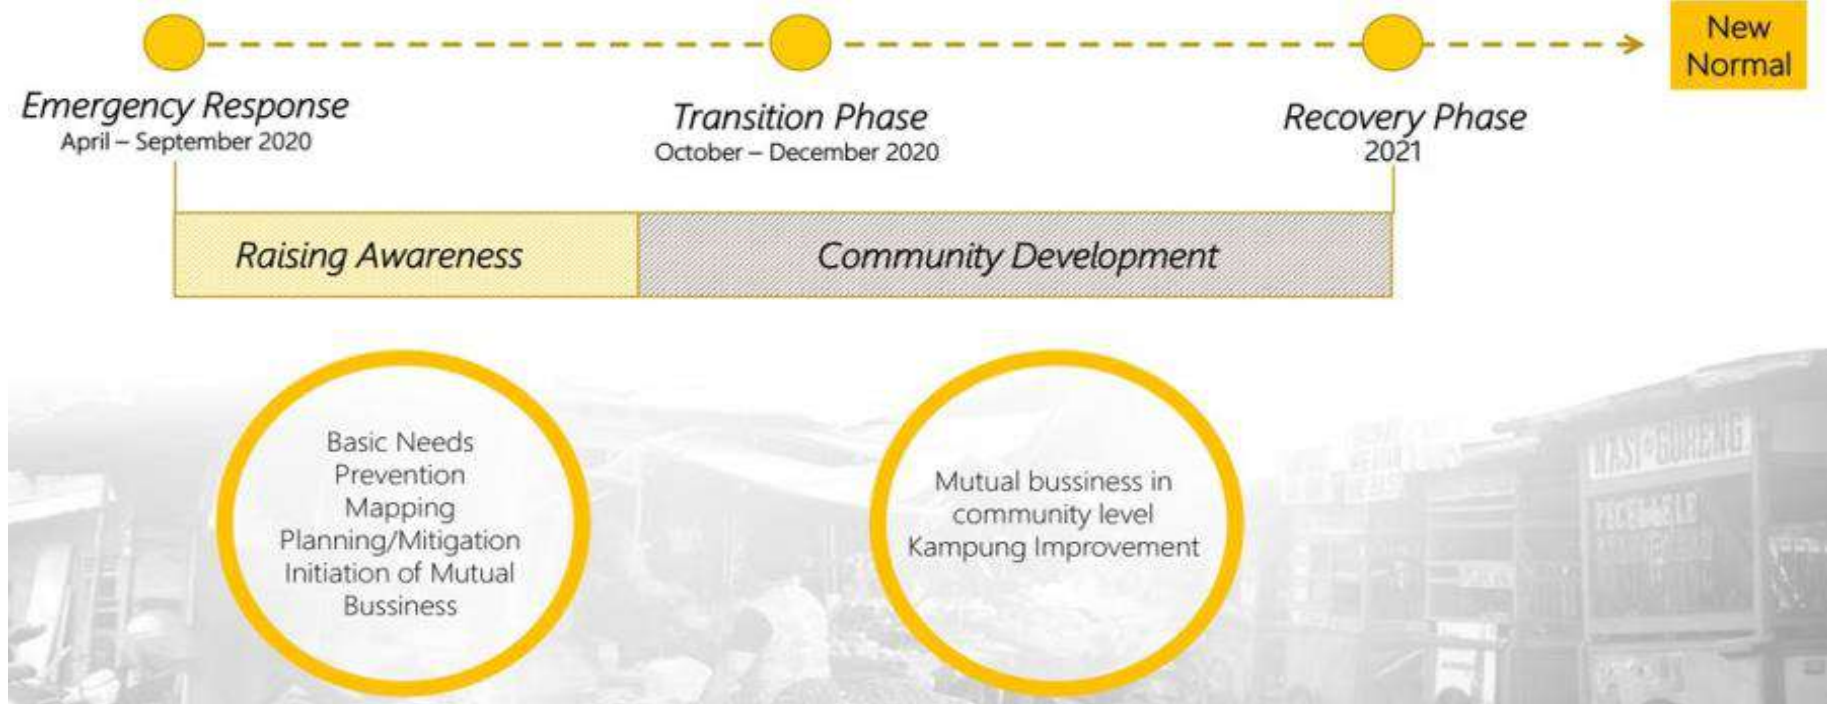 New
Normal
Emergency Response
April – September 2020
Transition Phase
October – December 2020
Recovery Phase
2021
Raising Awareness
Community Development
Basic Needs
Prevention
Mapping
Planning/Mitigation
Initiation of Mutual
Bussiness
Mutual bussiness in
community level
Kampung Improvement
NASI GORENG
PECEL LELE